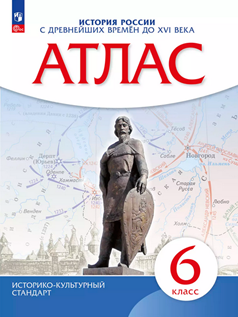 ИСТОРИЯ РОССИИ
С ДРЕВНЕЙШИХ ВРЕМЁН ДО XVI ВЕКА
АТЛАС
Новгород
6
КЛАСС
ИСТОРИКО-КУЛЬТУРНЫЙ
СТАНДАРТ